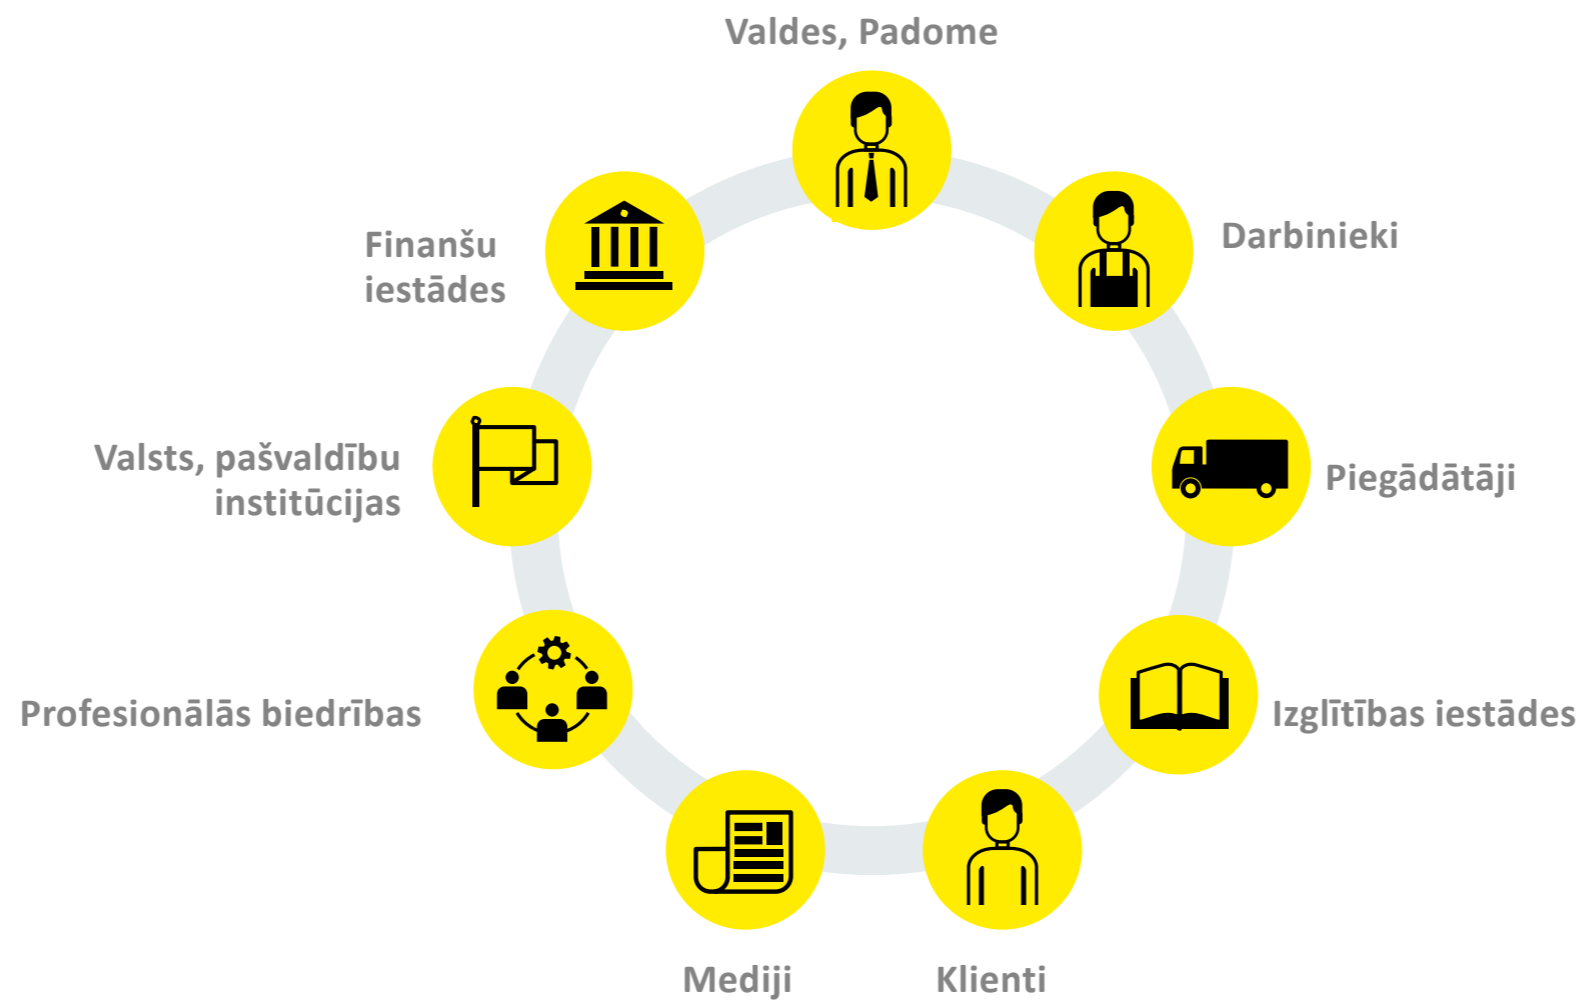 Valdes, Padome
Darbinieki
Finanšu
iestādes
Valsts, pašvaldību
institūcijas
Piegādātāji
Profesionālās biedrības
Izglītības iestādes
Mediji
Klienti